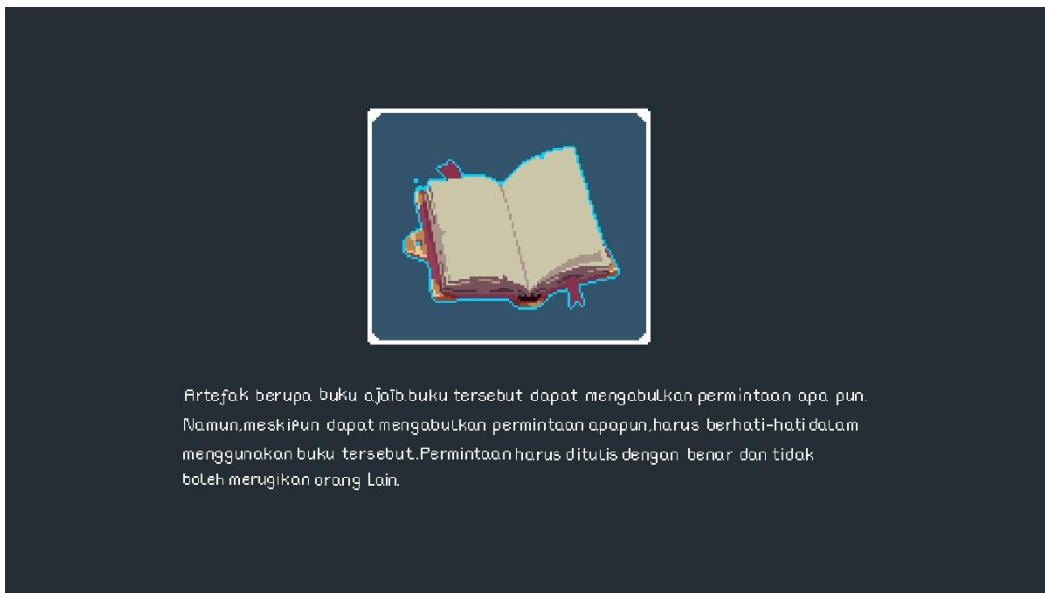 Artefak berupa buku ajaib.buku tersebut dapat mengabulkan permintaan apa pun.
Namun,meskipun dapat mengabulkan permintaan apapun,harus berhati-hati dalam
menggunakan buku tersebut.Permintaan harus ditulis dengan benar dan tidak
boleh merugikan orang Lain.